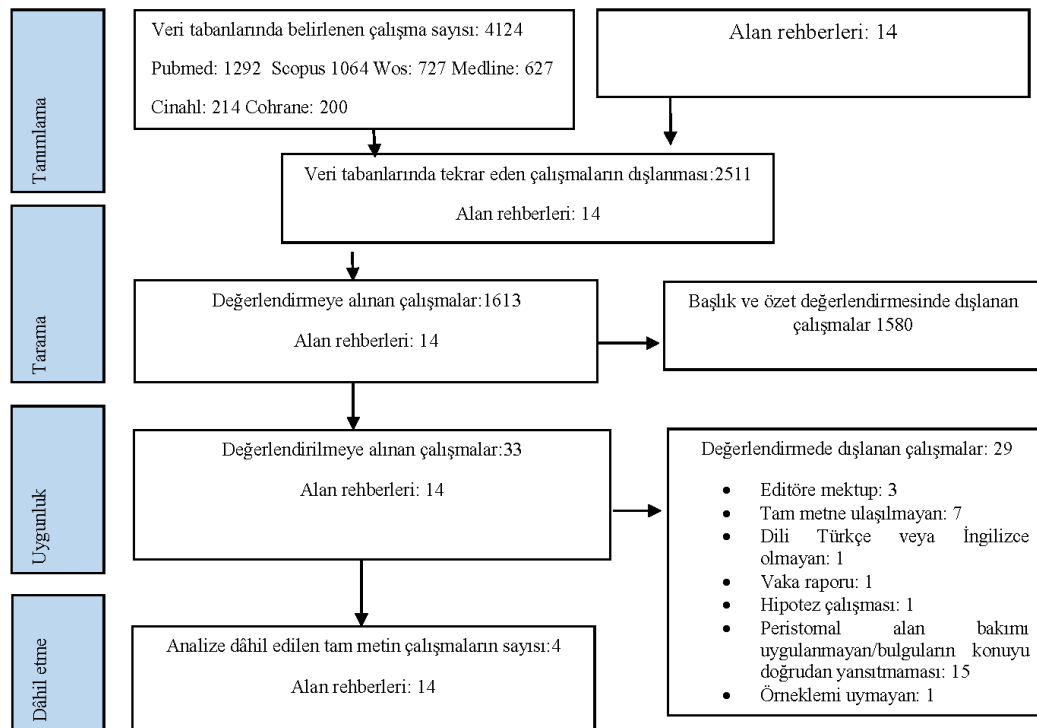 Tanımlama
Veri tabanlarında belirlenen çalışma sayısı: 4124
Pubmed: 1292 Scopus 1064 Wos: 727 Medline: 627
Cinahl: 214 Cohrane: 200
Alan rehberleri: 14
Veri tabanlarında tekrar eden çalışmaların dışlanması:2511
Alan rehberleri: 14
Tarama
Değerlendirmeye alınan çalışmalar:1613
Alan rehberleri: 14
Başlık ve özet değerlendirmesinde dışlanan
çalışmalar 1580
Uygunluk
Değerlendirilmeye alınan çalışmalar:33
Alan rehberleri: 14
Değerlendirmede dışlanan çalışmalar: 29
• Editöre mektup: 3
• Tam metne ulaşılmayan: 7
• Dili Türkçe veya İngilizce
olmayan: 1
• Vaka raporu: 1
• Hipotez çalışması: 1
• Peristomal alan bakımı
uygulanmayan/bulguların konuyu
doğrudan yansıtmaması: 15
• Örneklemi uymayan: 1
Dâhil etme
Analize dâhil edilen tam metin çalışmaların sayısı:4
Alan rehberleri: 14